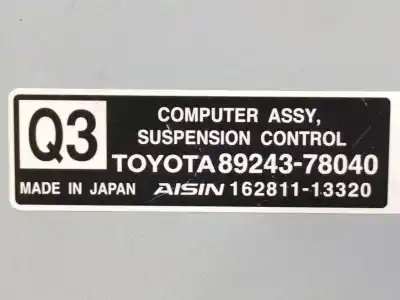 Q3
COMPUTER ASSY,
SUSPENSION CONTROL
TOYOTA 89243-78040
MADE IN JAPAN AISIN 162811-13320